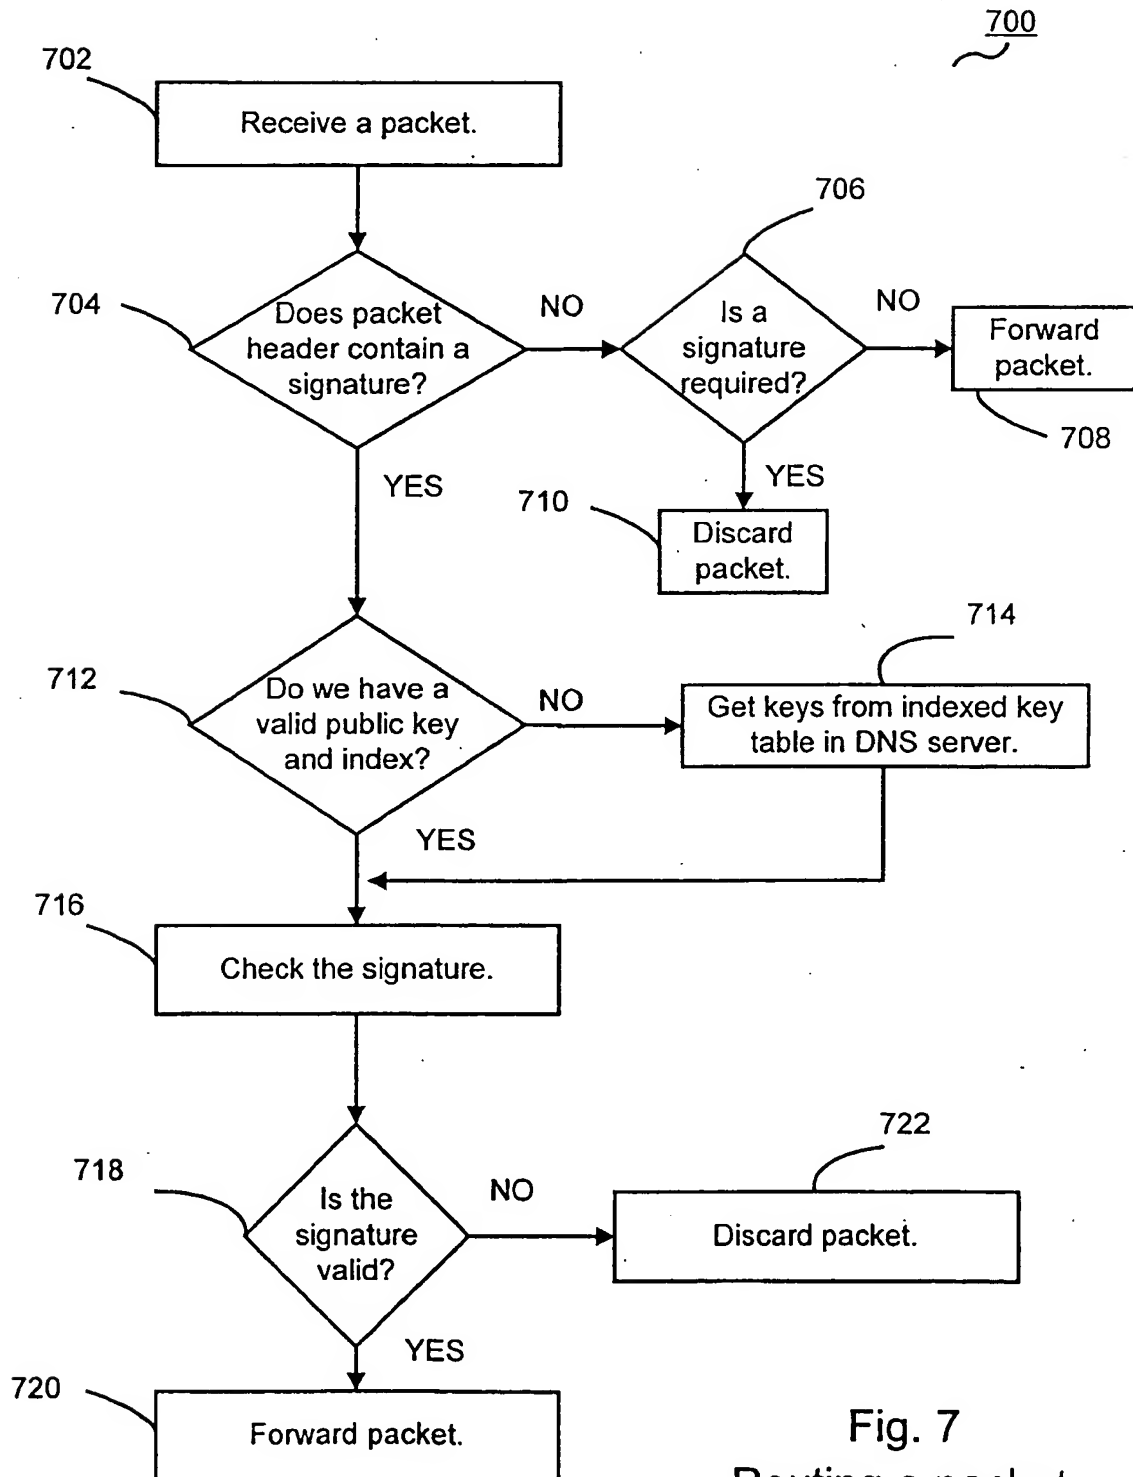 700
702
Receive a packet.
706
704
Does packet
header contain a
signature?
NO
Is a
signature
required?
NO
Forward
packet.
708
YES
YES
710
Discard
packet.
714
712
Do we have a
valid public key
and index?
NO
Get keys from indexed key
table in DNS server.
YES
716
Check the signature.
722
718
Is the
signature
valid?
NO
Discard packet.
YES
720
Forward packet.
Fig. 7
Routing a packet